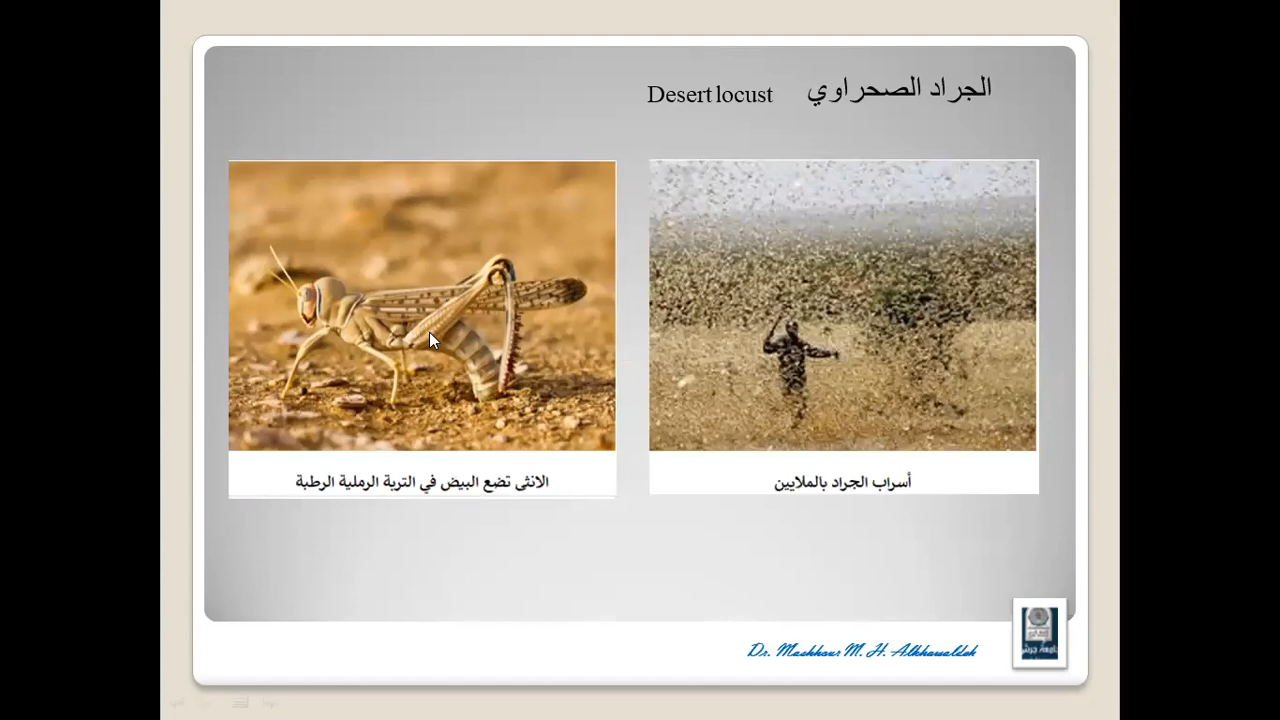 الجراد الصحراوي Desert locust
أسراب الجراد بالملايين
الانثى تضع البيض في التربة الرملية الرطبة
Dr. Mashhour M. H. Alkhawaldeh